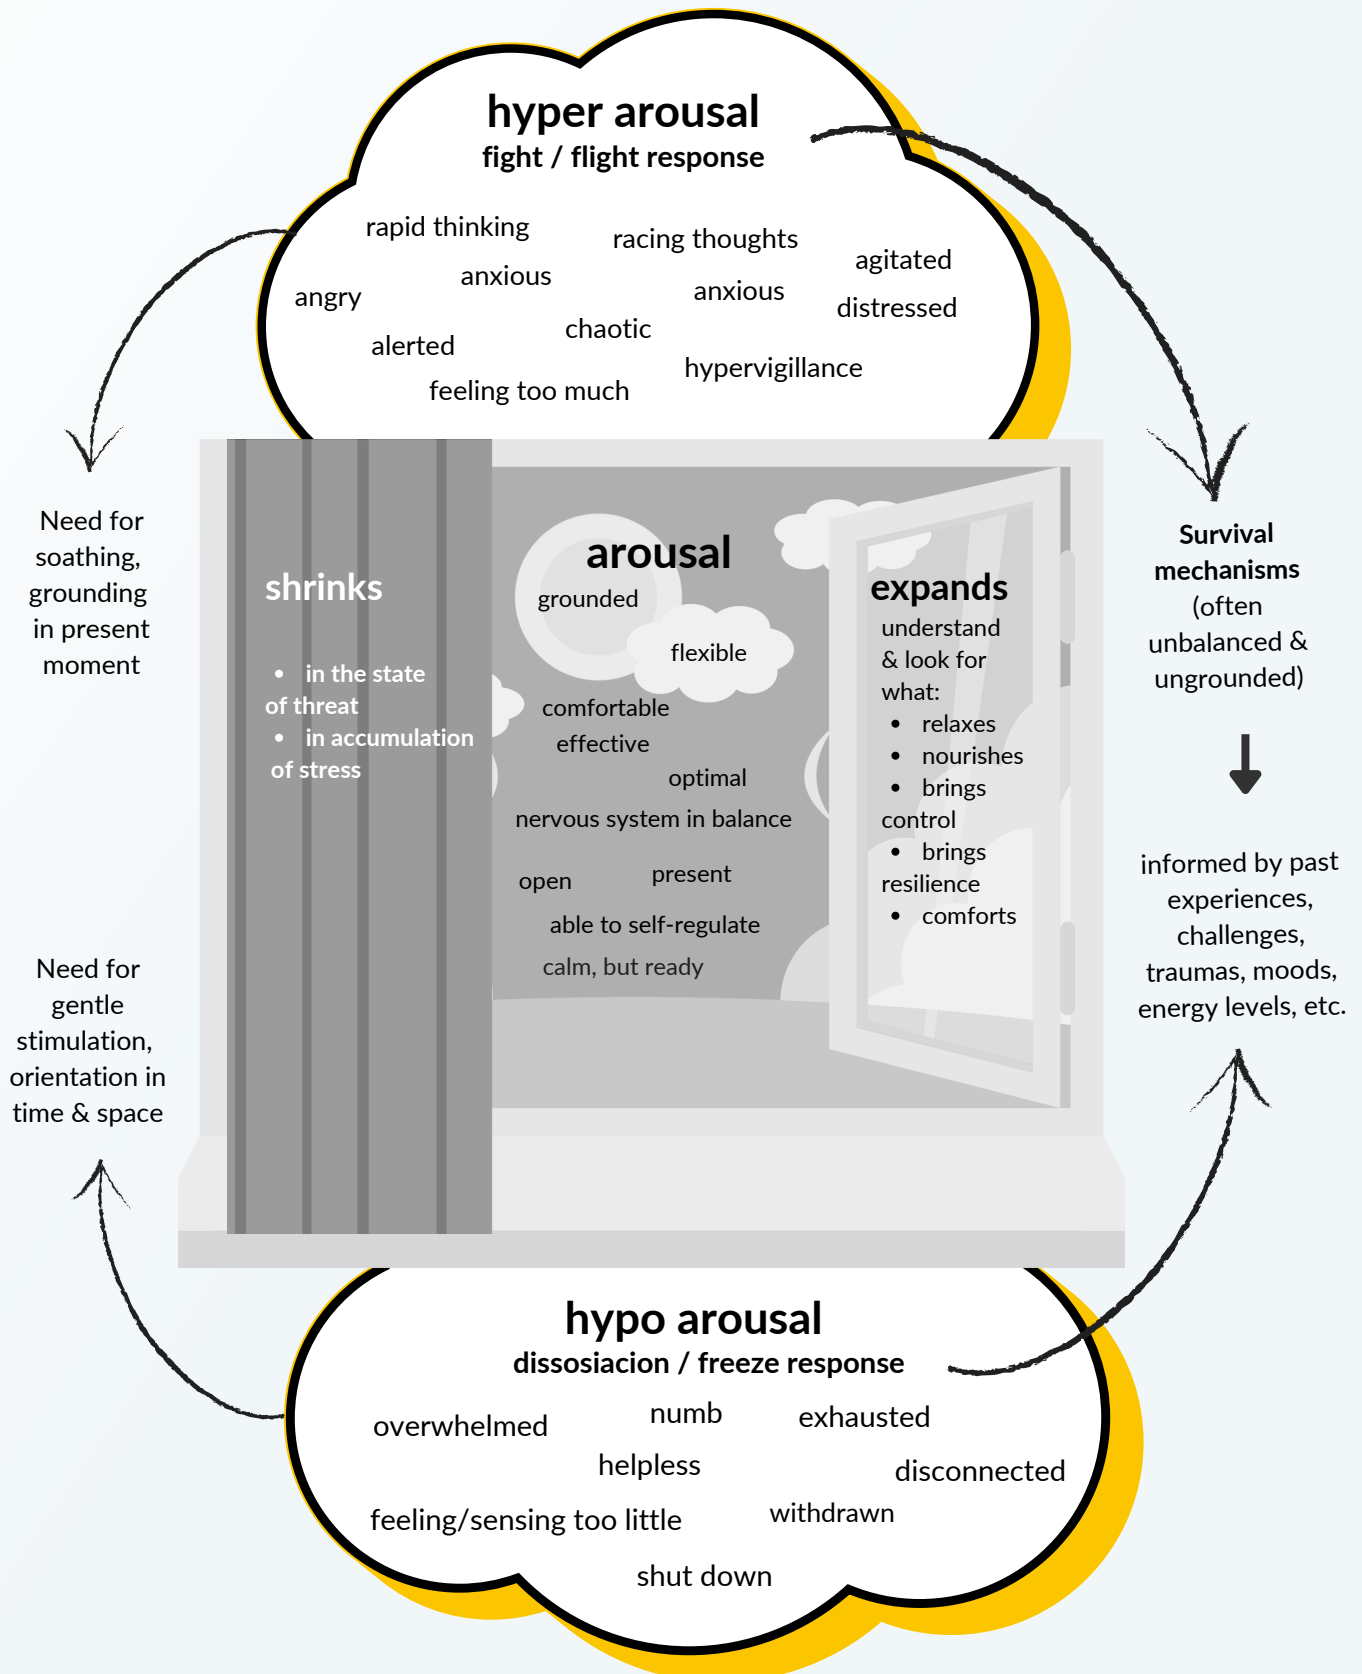 hyper arousal
fight / flight response
rapid thinking
racing thoughts
agitated
anxious
anxious
angry
distressed
chaotic
alerted
hypervigillance
feeling too much
Need for
soathing,
grounding
in present
moment
Survival
mechanisms
(often
unbalanced &
ungrounded)
shrinks
• in the state
of threat
• in accumulation
of stress
arousal
grounded
flexible
comfortable
effective
optimal
nervous system in balance
open
present
able to self-regulate
calm, but ready
expands
understand
& look for
what:
• relaxes
• nourishes
• brings
control
• brings
resilience
• comforts
informed by past
experiences,
challenges,
traumas, moods,
energy levels, etc.
Need for
gentle
stimulation,
orientation in
time & space
hypo arousal
dissosiacion / freeze response
overwhelmed
numb
exhausted
helpless
disconnected
feeling/sensing too little
withdrawn
shut down